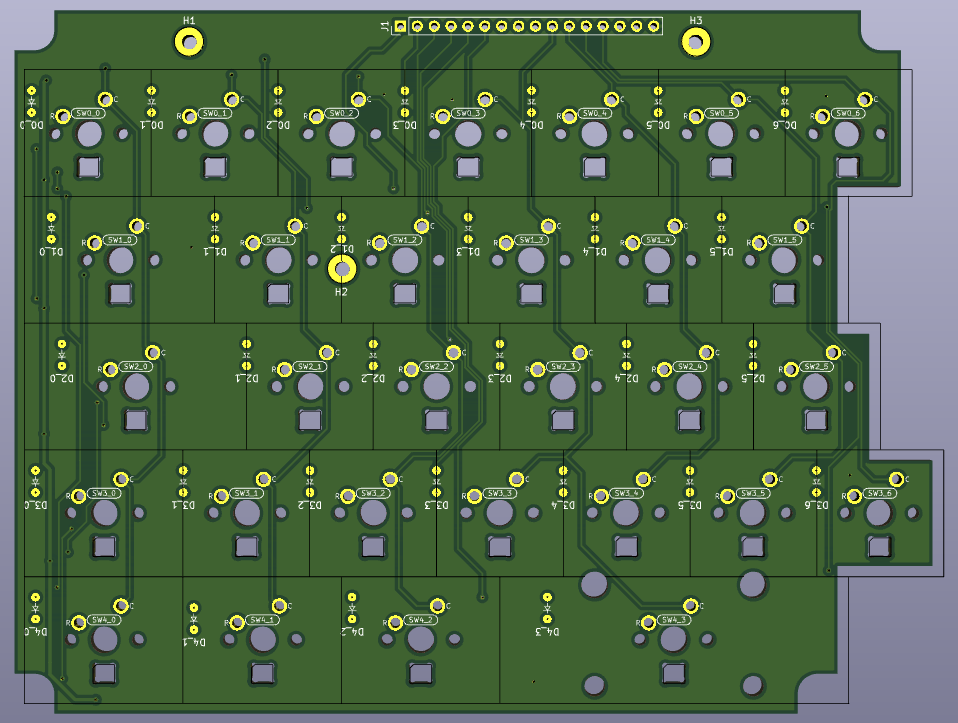 H1
J1
H3
C C C C C C C
R SW0_0 R SW0_1 R SW0_2 R SW0_3 R SW0_4 R SW0_5 R SW0_6
D0_0 D0_1 D0_2 D0_3 D0_4 D0_5 D0_6
C C C C C C
R SW1_0 R SW1_1 R SW1_2 R SW1_3 R SW1_4 R SW1_5
D1_0 D1_1 D1_2 D1_3 D1_4 D1_5
H2
C C C C C C
R SW2_0 R SW2_1 R SW2_2 R SW2_3 R SW2_4 R SW2_5
D2_0 D2_1 D2_2 D2_3 D2_4 D2_5
C C C C C C C
R SW3_0 R SW3_1 R SW3_2 R SW3_3 R SW3_4 R SW3_5 R SW3_6
D3_0 D3_1 D3_2 D3_3 D3_4 D3_5 D3_6
C C C C
R SW4_0 R SW4_1 R SW4_2 R SW4_3
D4_0 D4_1 D4_2 D4_3